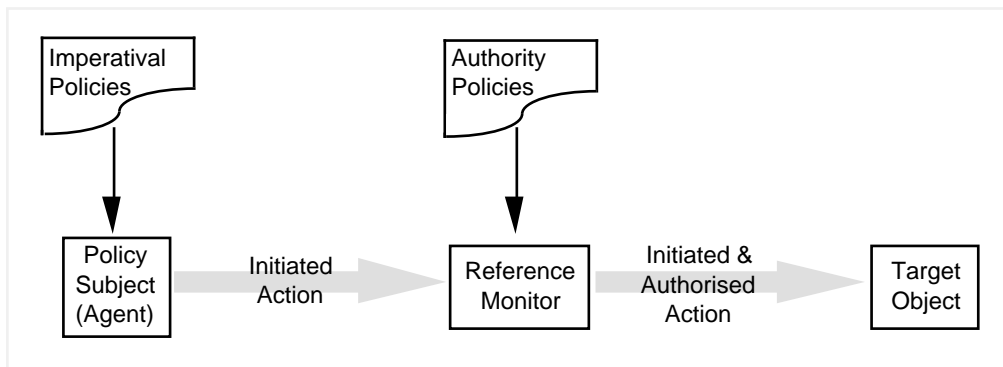 Imperatival
Policies
Authority
Policies
Policy
Subject
(Agent)
Initiated
Action
Reference
Monitor
Initiated &
Authorised
Action
Target
Object